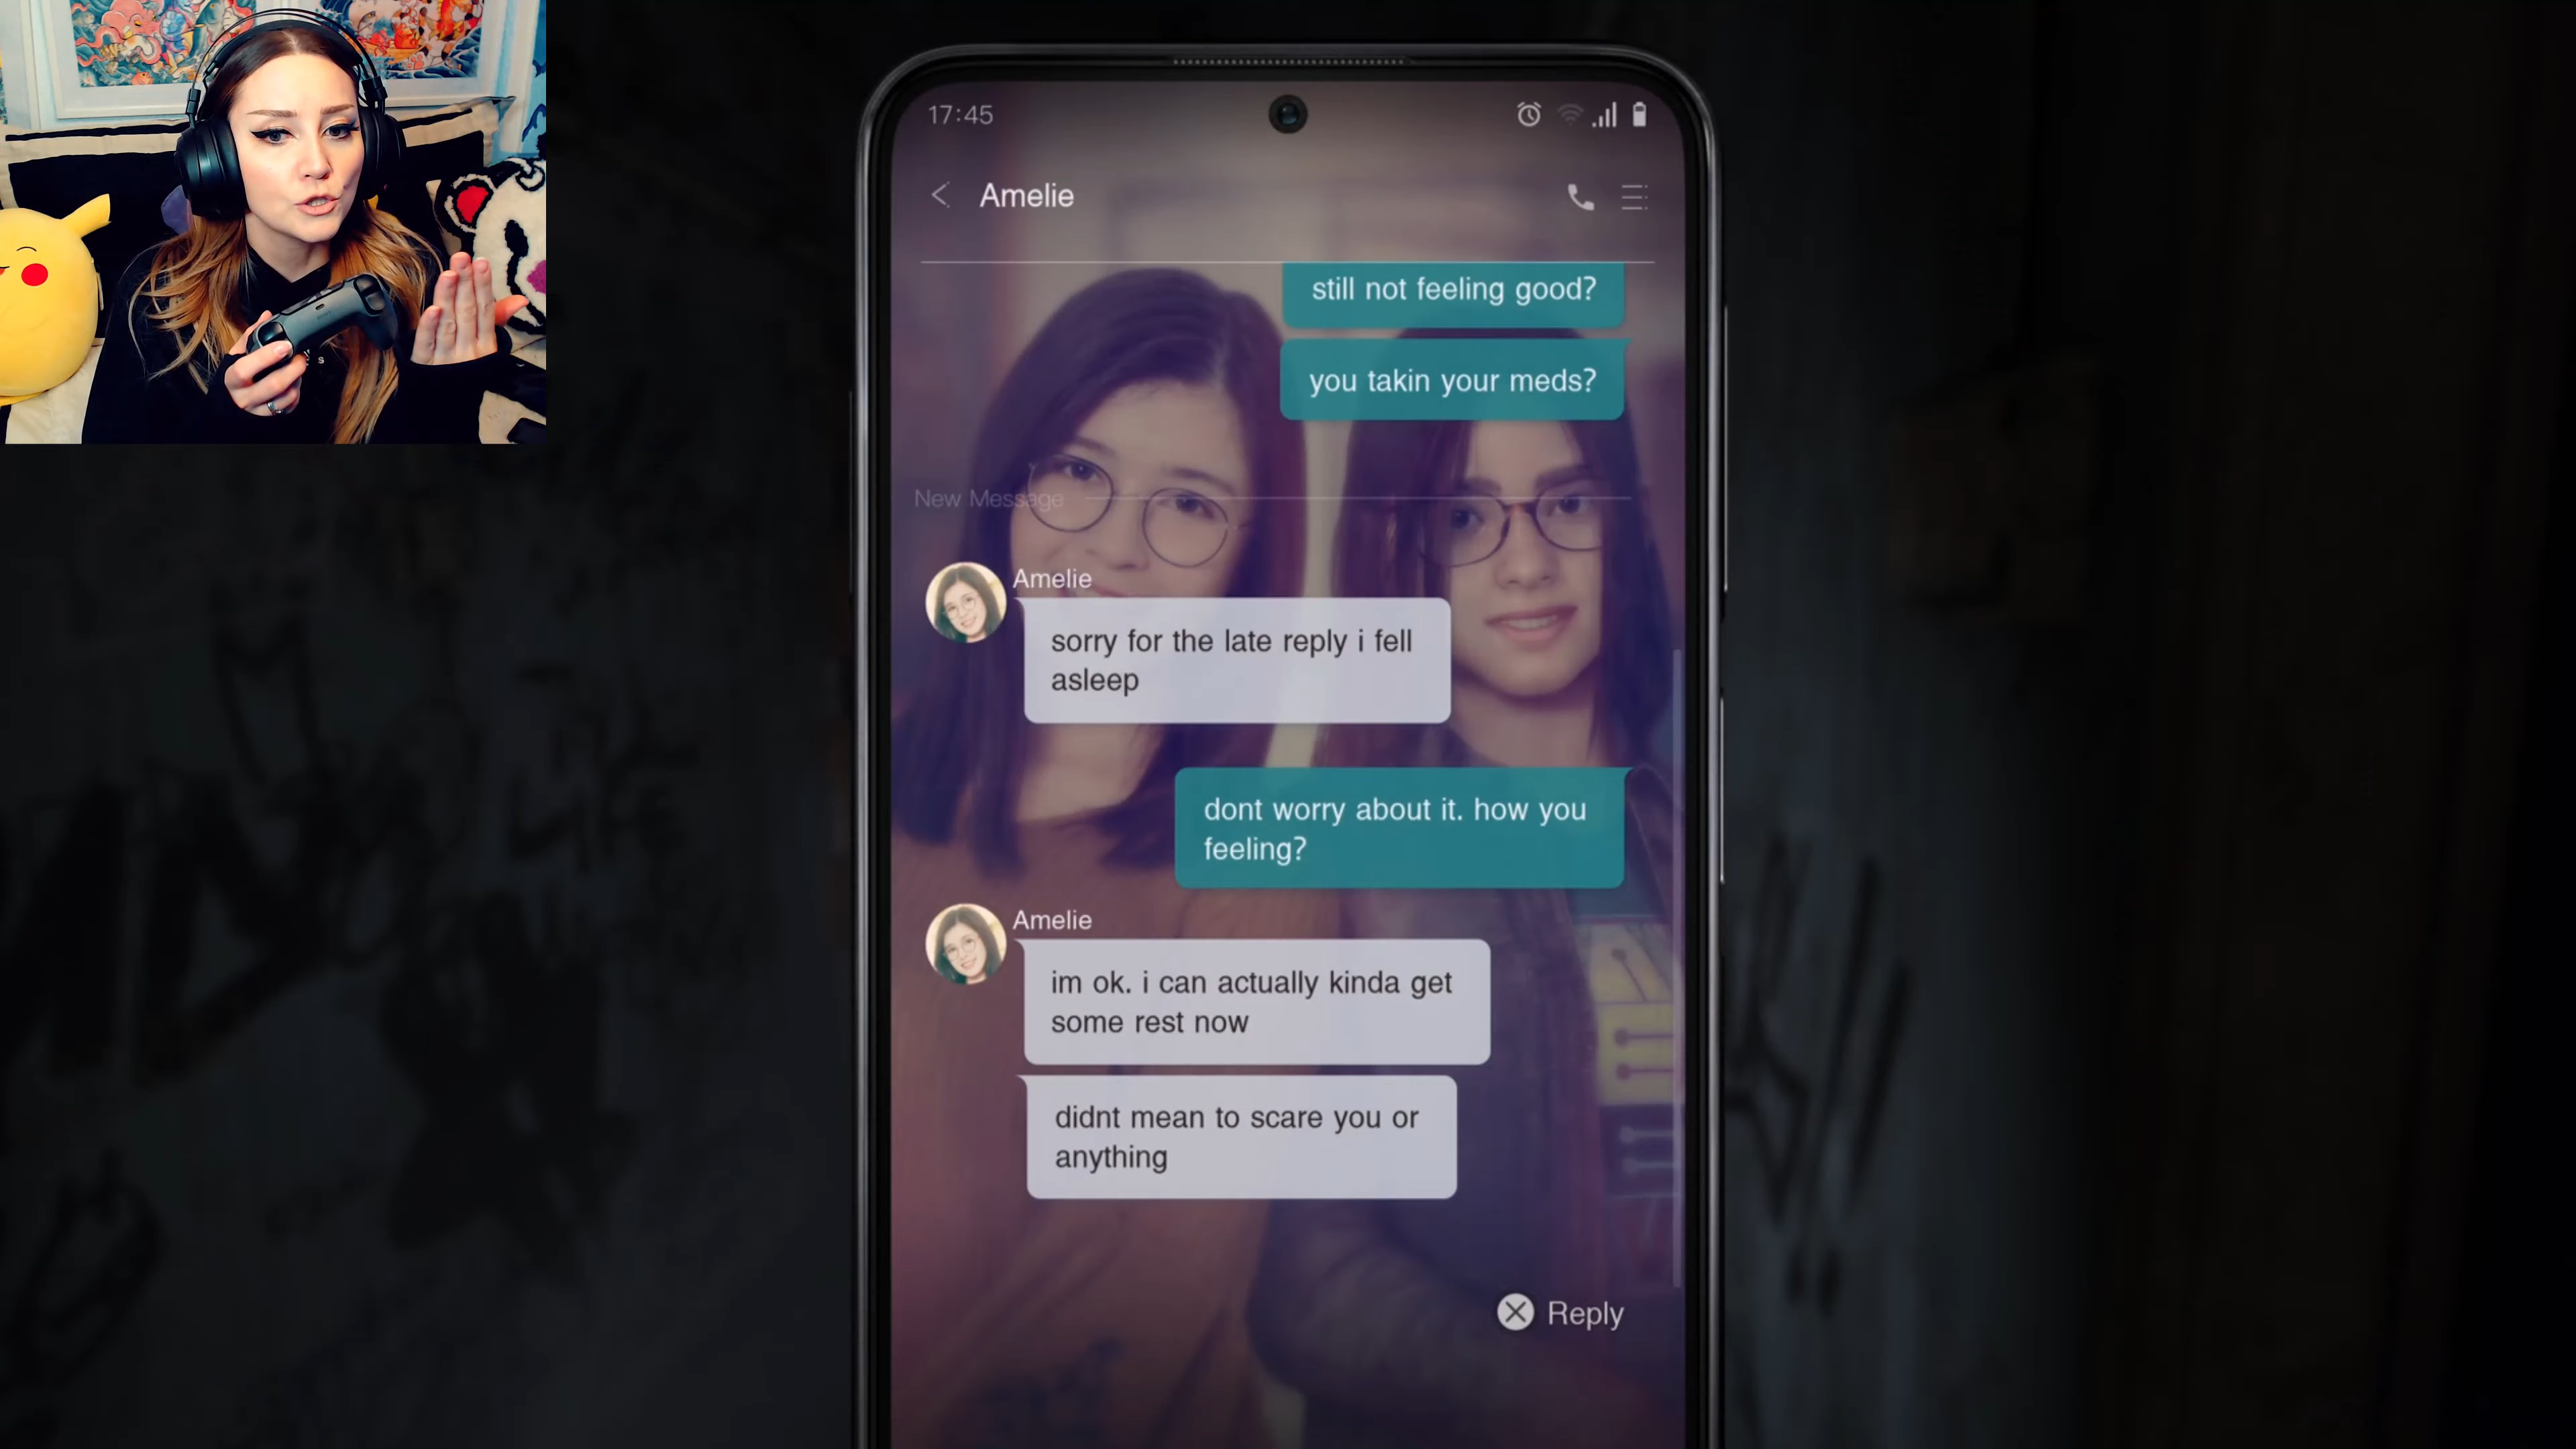 17:45
Amelie
still not feeling good?
you takin your meds?
New Message
Amelie
sorry for the late reply i fell
asleep
dont worry about it. how you
feeling?
Amelie
im ok. i can actually kinda get
some rest now
didnt mean to scare you or
anything
Reply